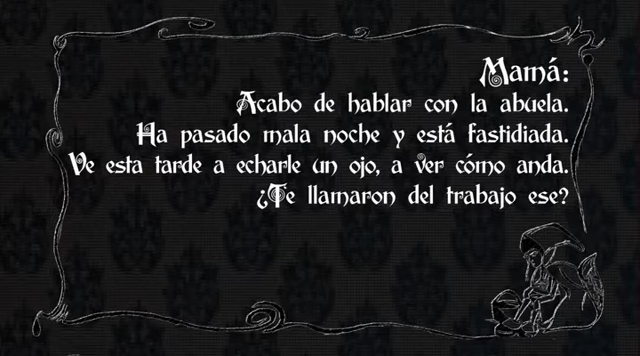 Mamá:
Acabo de hablar con la abuela.
Ha pasado mala noche y está fastidiada.
Ve esta tarde a echarle un ojo, a ver cómo anda.
¿Te llamaron del trabajo ese?